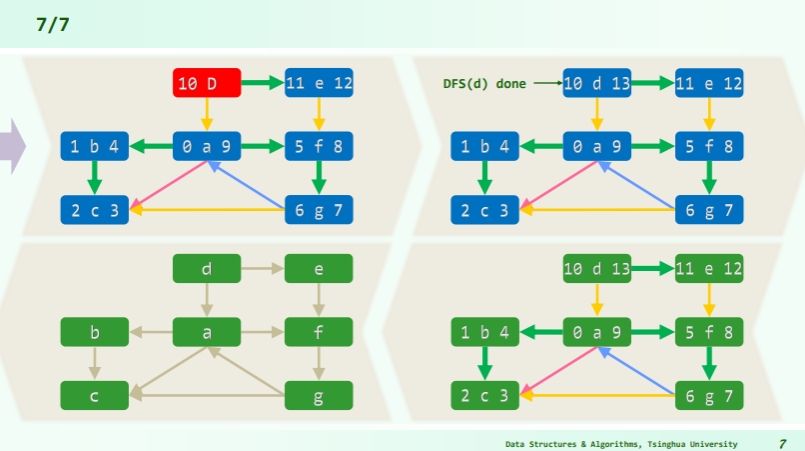 7/7
10 D 11 e 12
1 b 4 0 a 9 5 f 8
2 c 3 6 g 7
DFS(d) done 10 d 13 11 e 12
1 b 4 0 a 9 5 f 8
2 c 3 6 g 7
d e
b a f
c g
10 d 13 11 e 12
1 b 4 0 a 9 5 f 8
2 c 3 6 g 7
Data Structures & Algorithms, Tsinghua University 7